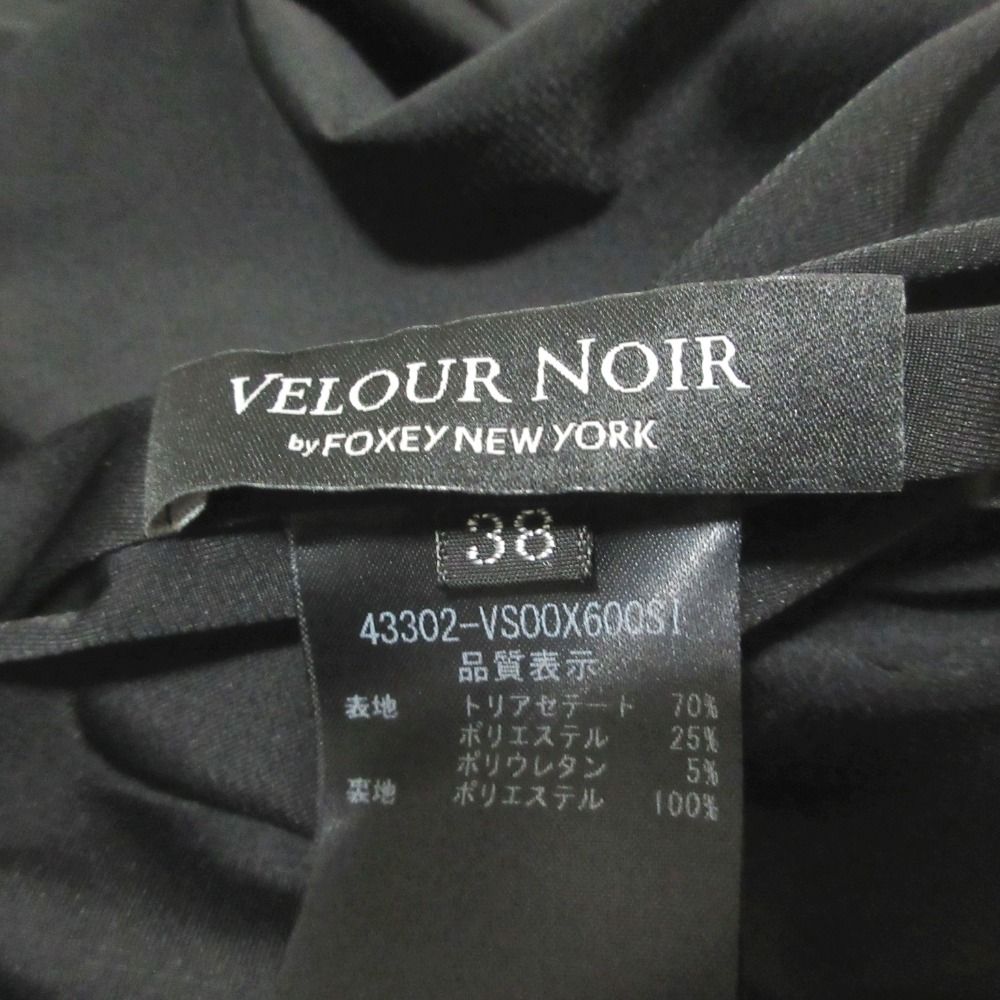 VELOUR NOIR
by FOXEY NEW YORK
38
43302-VS00X600SI
品質表示
表地 トリアセテート 70%
ポリエステル 25%
ポリウレタン 5%
裏地 ポリエステル 100%